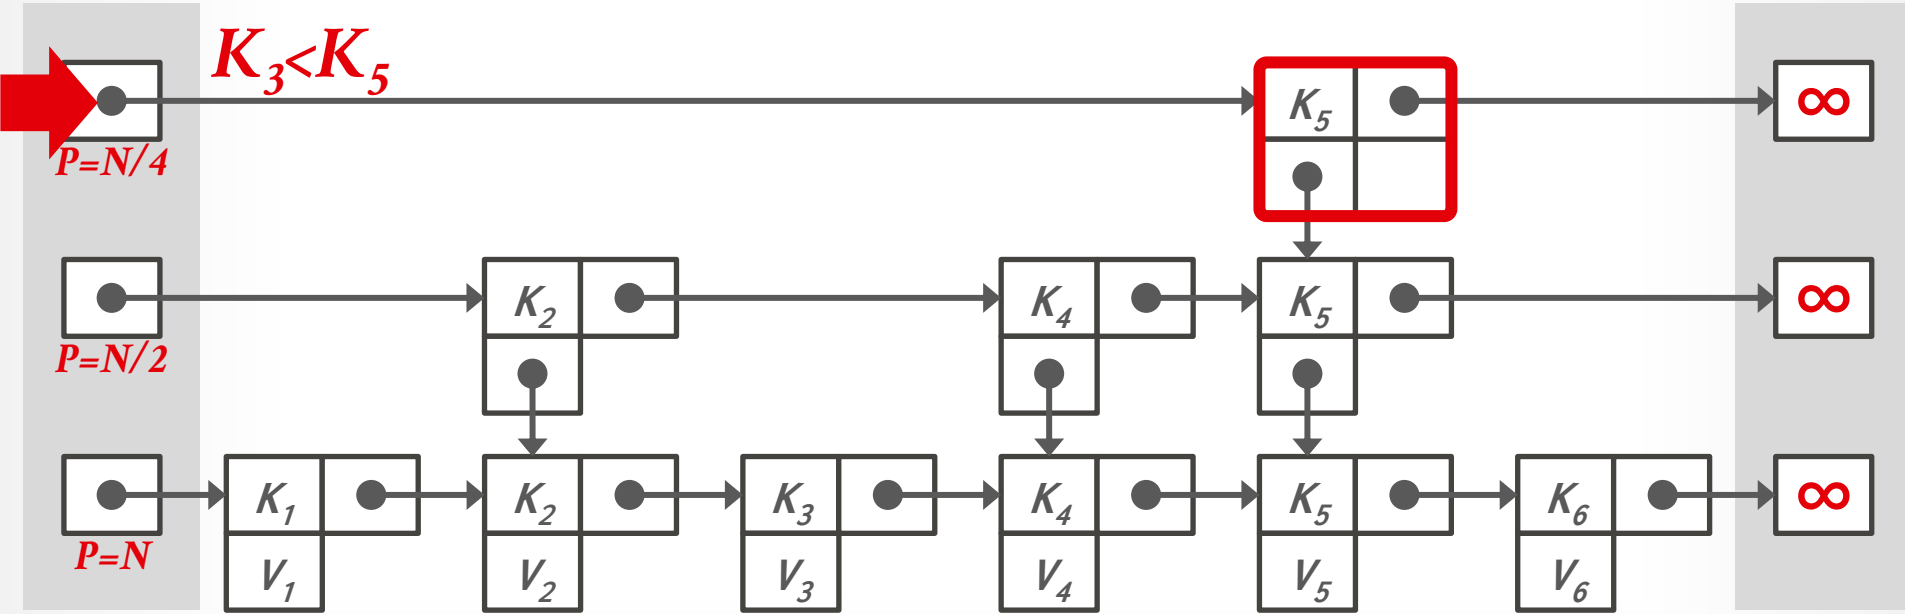 K₃<K₅
K₅ ∞
P=N/4
K₂ K₄ K₅ ∞
P=N/2
K₁ K₂ K₃ K₄ K₅ K₆ ∞
P=N
V₁ V₂ V₃ V₄ V₅ V₆